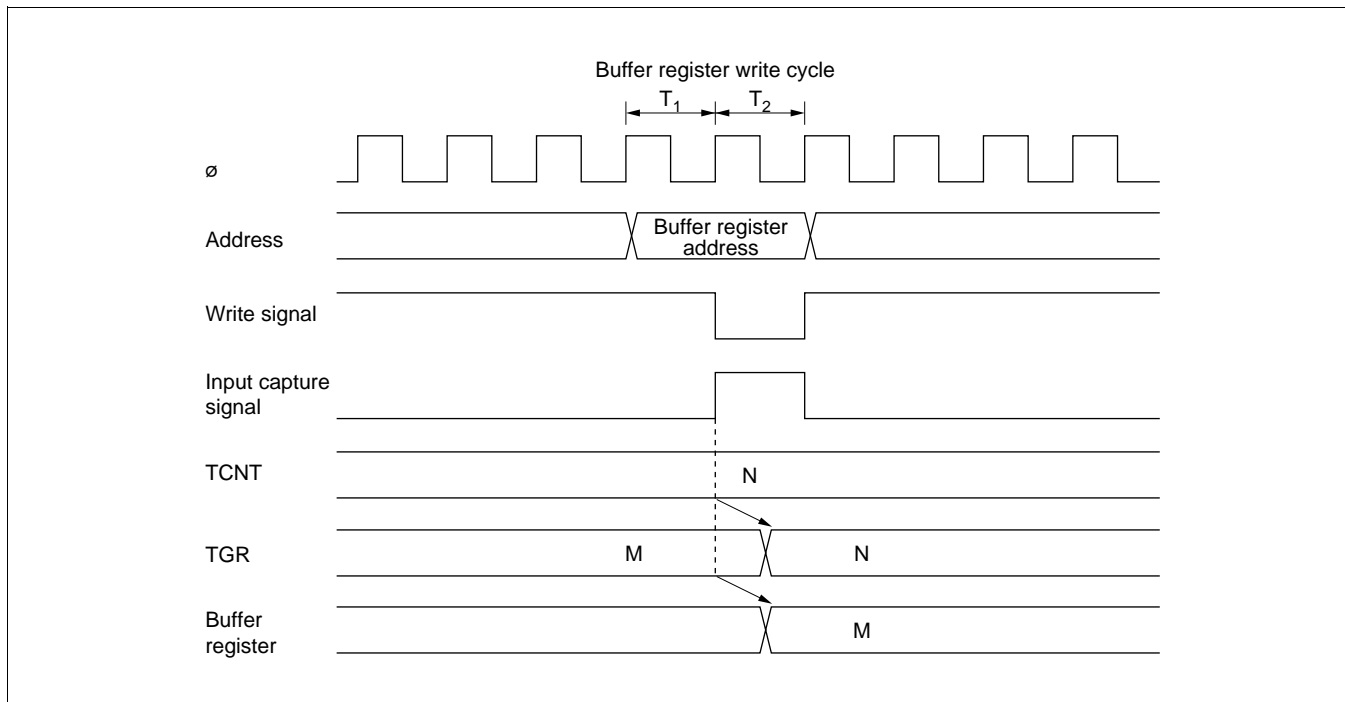 Buffer register write cycle
T1 T2
ø
Address
Buffer register
address
Write signal
Input capture
signal
TCNT
N
TGR
M
N
Buffer
register
M